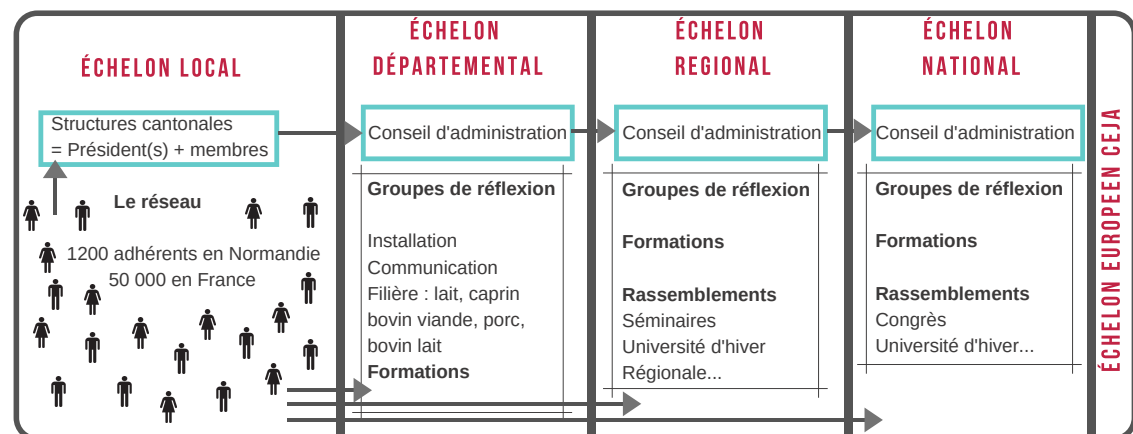 ÉCHELON LOCAL
Structures cantonales
= Président(s) + membres
Le réseau
1200 adhérents en Normandie
50 000 en France
ÉCHELON
DÉPARTEMENTAL
Conseil d'administration
Groupes de réflexion
Installation
Communication
Filière : lait, caprin
bovin viande, porc,
bovin lait
Formations
ÉCHELON
REGIONAL
Conseil d'administration
Groupes de réflexion
Formations
Rassemblements
Séminaires
Université d'hiver
Régionale...
ÉCHELON
NATIONAL
Conseil d'administration
Groupes de réflexion
Formations
Rassemblements
Congrès
Université d'hiver...
ÉCHELON EUROPEEN CEJA